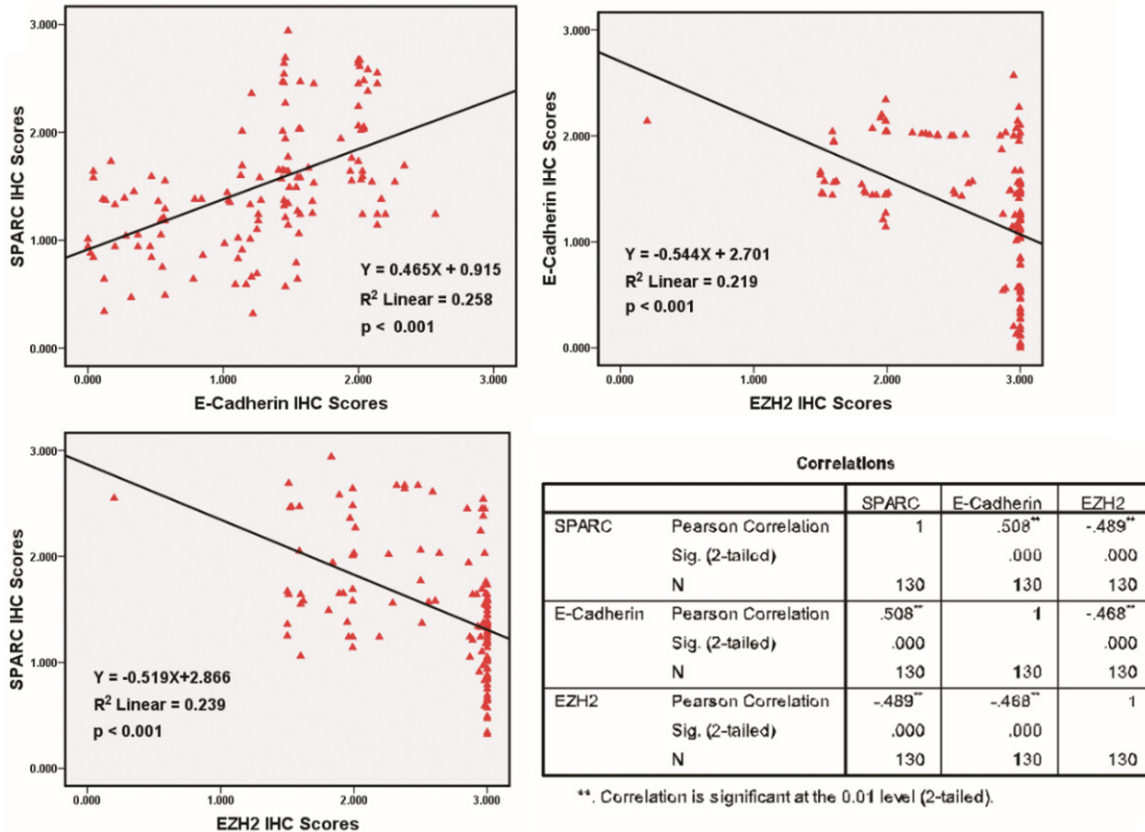 3.000
2.000
1.000
0.000
SPARC IHC Scores
Y = 0.465X + 0.915
R² Linear = 0.258
p < 0.001
0.000 1.000 2.000 3.000
E-Cadherin IHC Scores
3.000
2.000
1.000
0.000
E-Cadherin IHC Scores
Y = -0.544X + 2.701
R² Linear = 0.219
p < 0.001
0.000 1.000 2.000 3.000
EZH2 IHC Scores
3.000
2.000
1.000
0.000
SPARC IHC Scores
Y = -0.519X+2.866
R² Linear = 0.239
p < 0.001
0.000 1.000 2.000 3.000
EZH2 IHC Scores
Correlations
SPARC E-Cadherin EZH2
SPARC Pearson Correlation 1 .508** -.489**
Sig. (2-tailed) .000 .000
N 130 130 130
E-Cadherin Pearson Correlation .508** 1 -.468**
Sig. (2-tailed) .000 .000
N 130 130 130
EZH2 Pearson Correlation -.489** -.468** 1
Sig. (2-tailed) .000 .000
N 130 130 130
**. Correlation is significant at the 0.01 level (2-tailed).